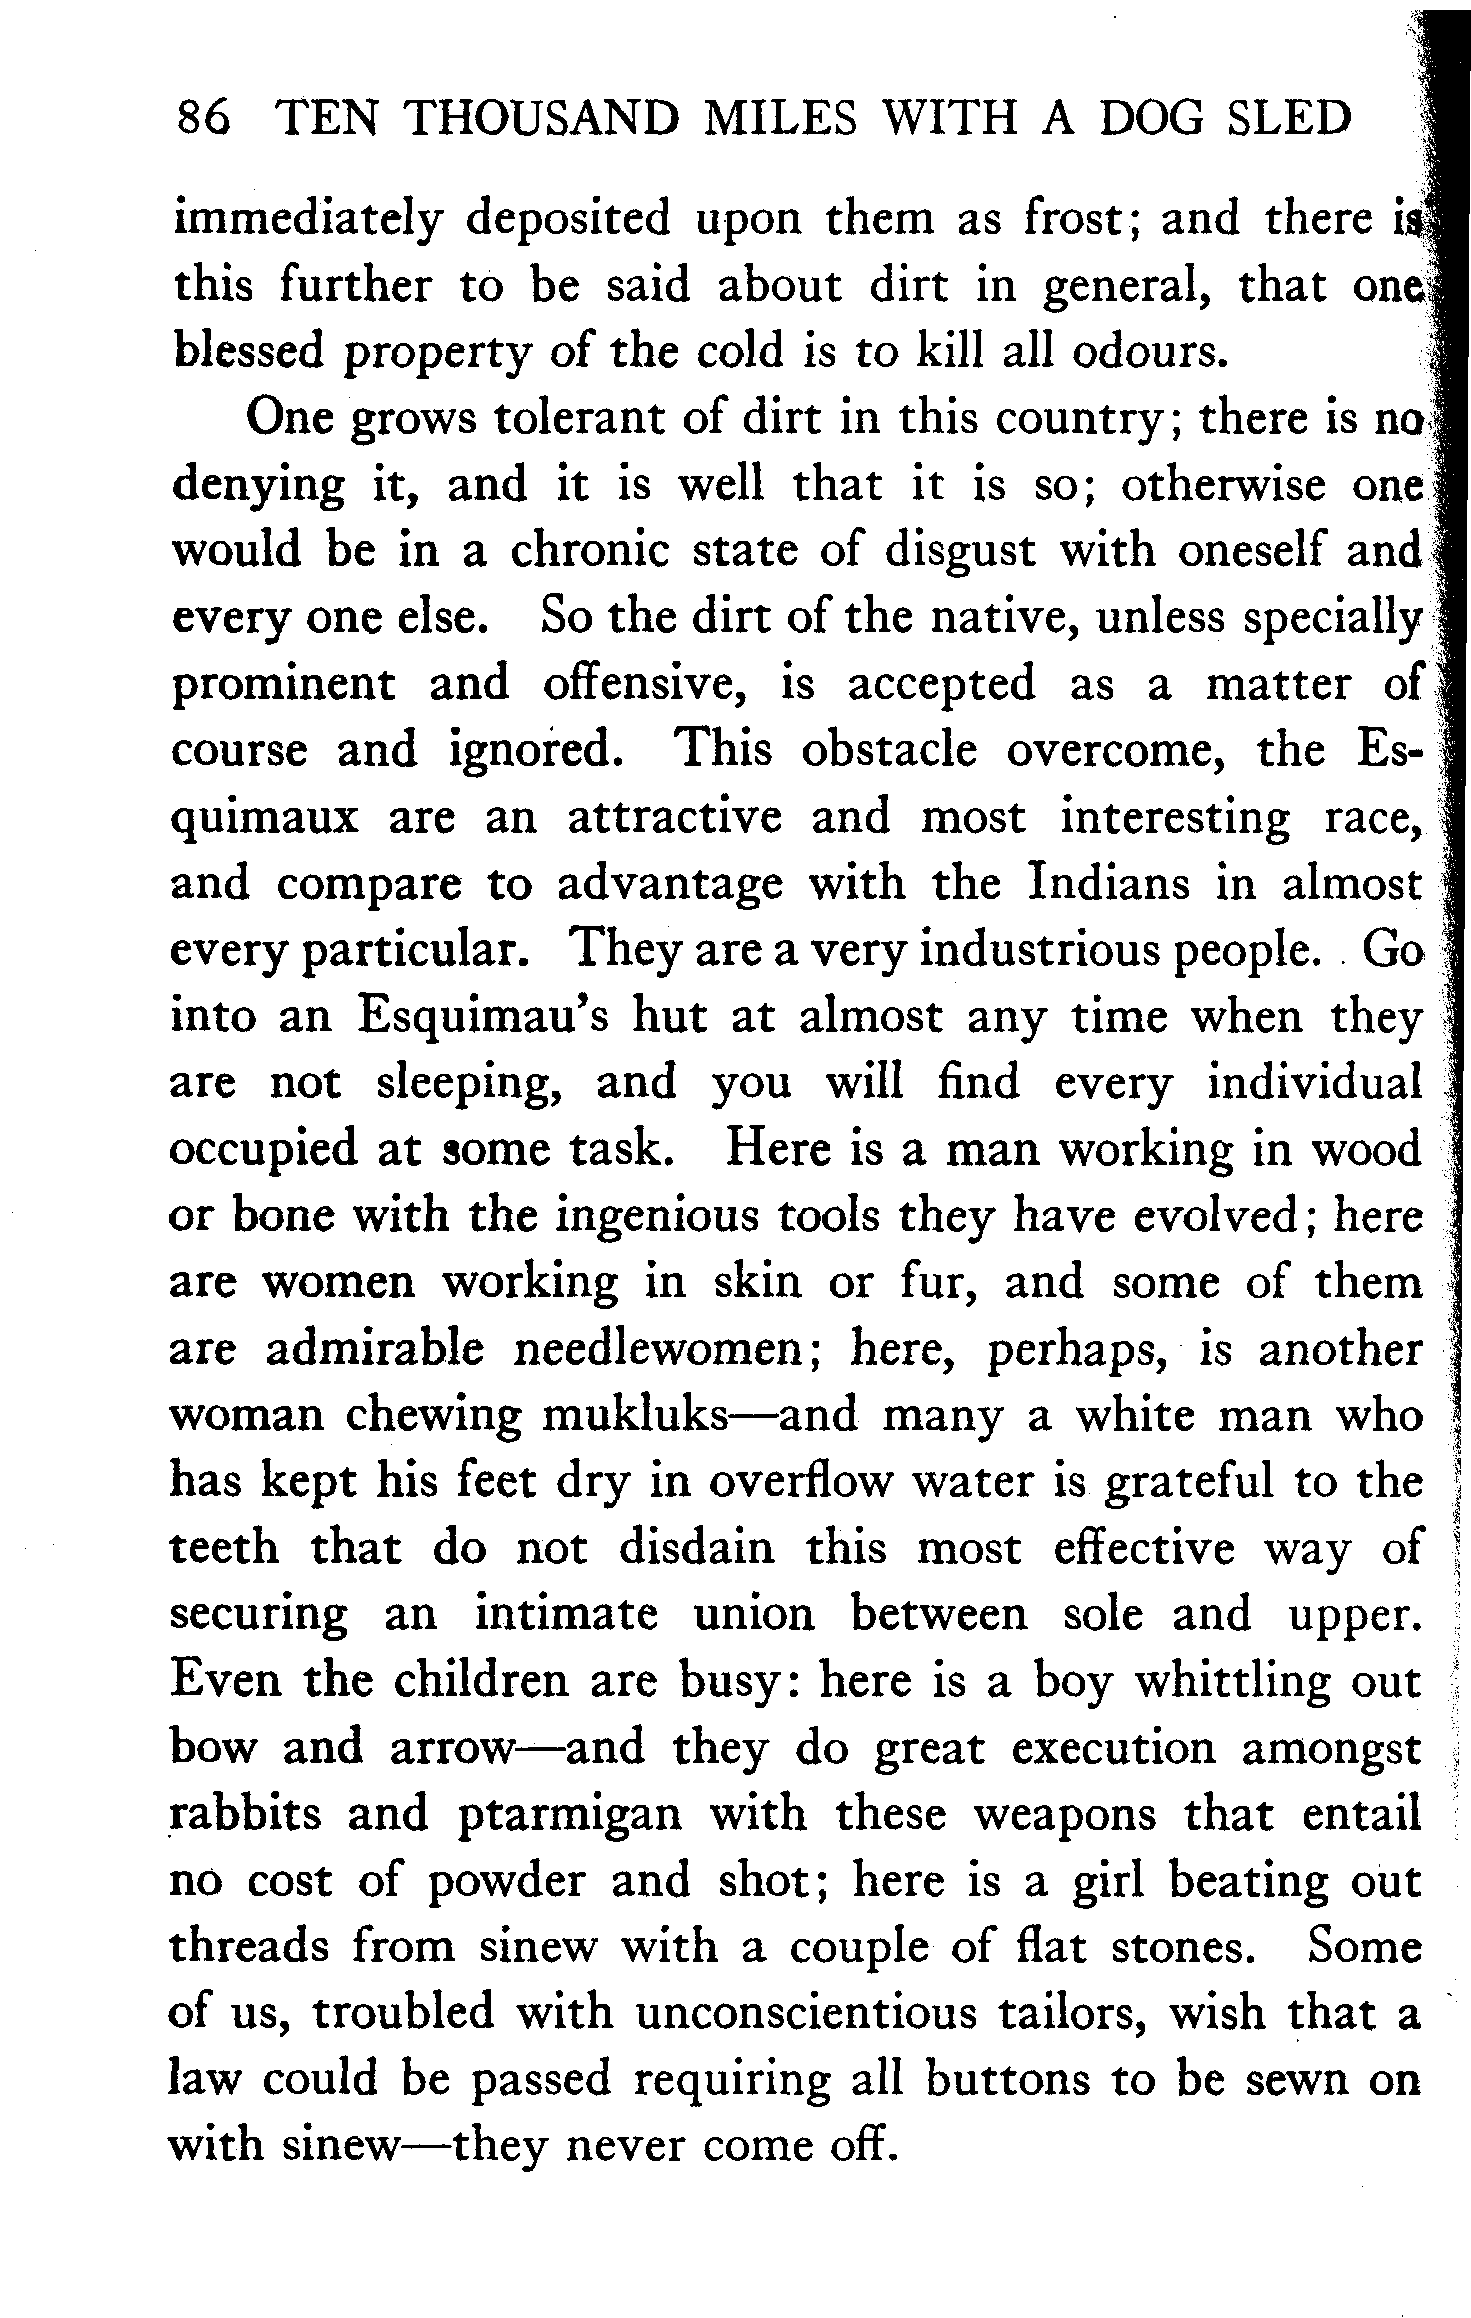 86 TEN THOUSAND MILES WITH A DOG SLED
immediately deposited upon them as frost; and there is
this further to be said about dirt in general, that one
blessed property of the cold is to kill all odours.
One grows tolerant of dirt in this country; there is no
denying it, and it is well that it is so; otherwise one
would be in a chronic state of disgust with oneself and
every one else. So the dirt of the native, unless specially
prominent and offensive, is accepted as a matter of
course and ignored. This obstacle overcome, the Es-
quimaux are an attractive and most interesting race,
and compare to advantage with the Indians in almost
every particular. They are a very industrious people. Go
into an Esquimau's hut at almost any time when they
are not sleeping, and you will find every individual
occupied at some task. Here is a man working in wood
or bone with the ingenious tools they have evolved; here
are women working in skin or fur, and some of them
are admirable needlewomen; here, perhaps, is another
woman chewing mukluks—and many a white man who
has kept his feet dry in overflow water is grateful to the
teeth that do not disdain this most effective way of
securing an intimate union between sole and upper.
Even the children are busy: here is a boy whittling out
bow and arrow—and they do great execution amongst
rabbits and ptarmigan with these weapons that entail
no cost of powder and shot; here is a girl beating out
threads from sinew with a couple of flat stones. Some
of us, troubled with unconscientious tailors, wish that a
law could be passed requiring all buttons to be sewn on
with sinew—they never come off.